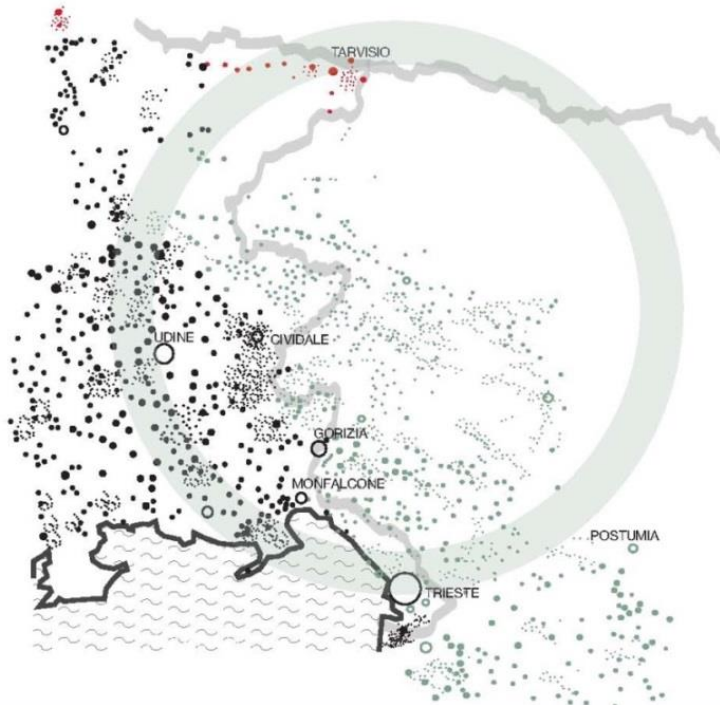 TARVISIO
UDINE
CIVIDALE
GORIZIA
MONFALCONE
POSTUMIA
TRIESTE